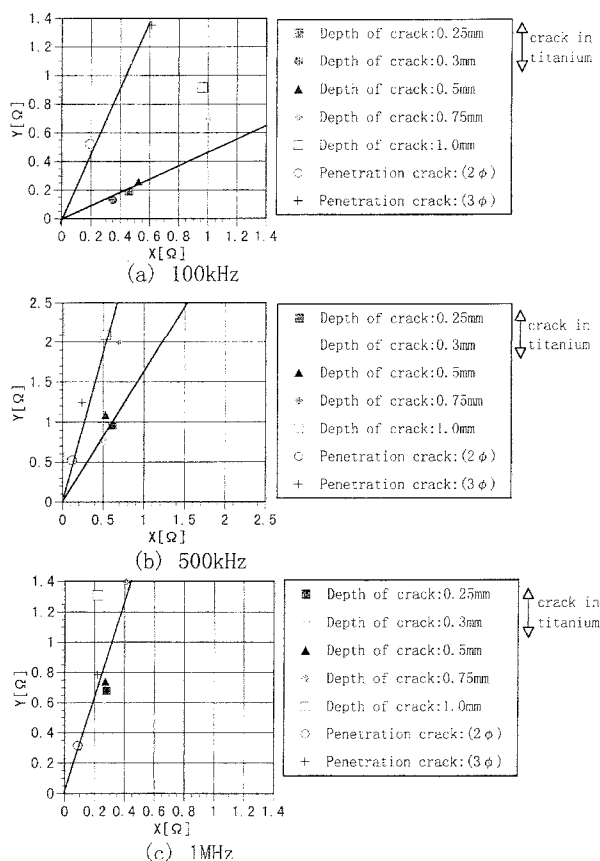 1.4
1.2
1
0.8
0.6
0.4
0.2
0
Y[Ω]
0 0.2 0.4 0.6 0.8 1 1.2 1.4
X[Ω]
(a) 100kHz
Depth of crack:0.25mm
Depth of crack:0.3mm
Depth of crack:0.5mm
Depth of crack:0.75mm
Depth of crack:1.0mm
Penetration crack:(2φ)
Penetration crack:(3φ)
crack in
titanium
2.5
2
1.5
1
0.5
0
Y[Ω]
0 0.5 1 1.5 2 2.5
X[Ω]
(b) 500kHz
Depth of crack:0.25mm
Depth of crack:0.3mm
Depth of crack:0.5mm
Depth of crack:0.75mm
Depth of crack:1.0mm
Penetration crack:(2φ)
Penetration crack:(3φ)
crack in
titanium
1.4
1.2
1
0.8
0.6
0.4
0.2
0
Y[Ω]
0 0.2 0.4 0.6 0.8 1 1.2 1.4
X[Ω]
(c) 1MHz
Depth of crack:0.25mm
Depth of crack:0.3mm
Depth of crack:0.5mm
Depth of crack:0.75mm
Depth of crack:1.0mm
Penetration crack:(2φ)
Penetration crack:(3φ)
crack in
titanium